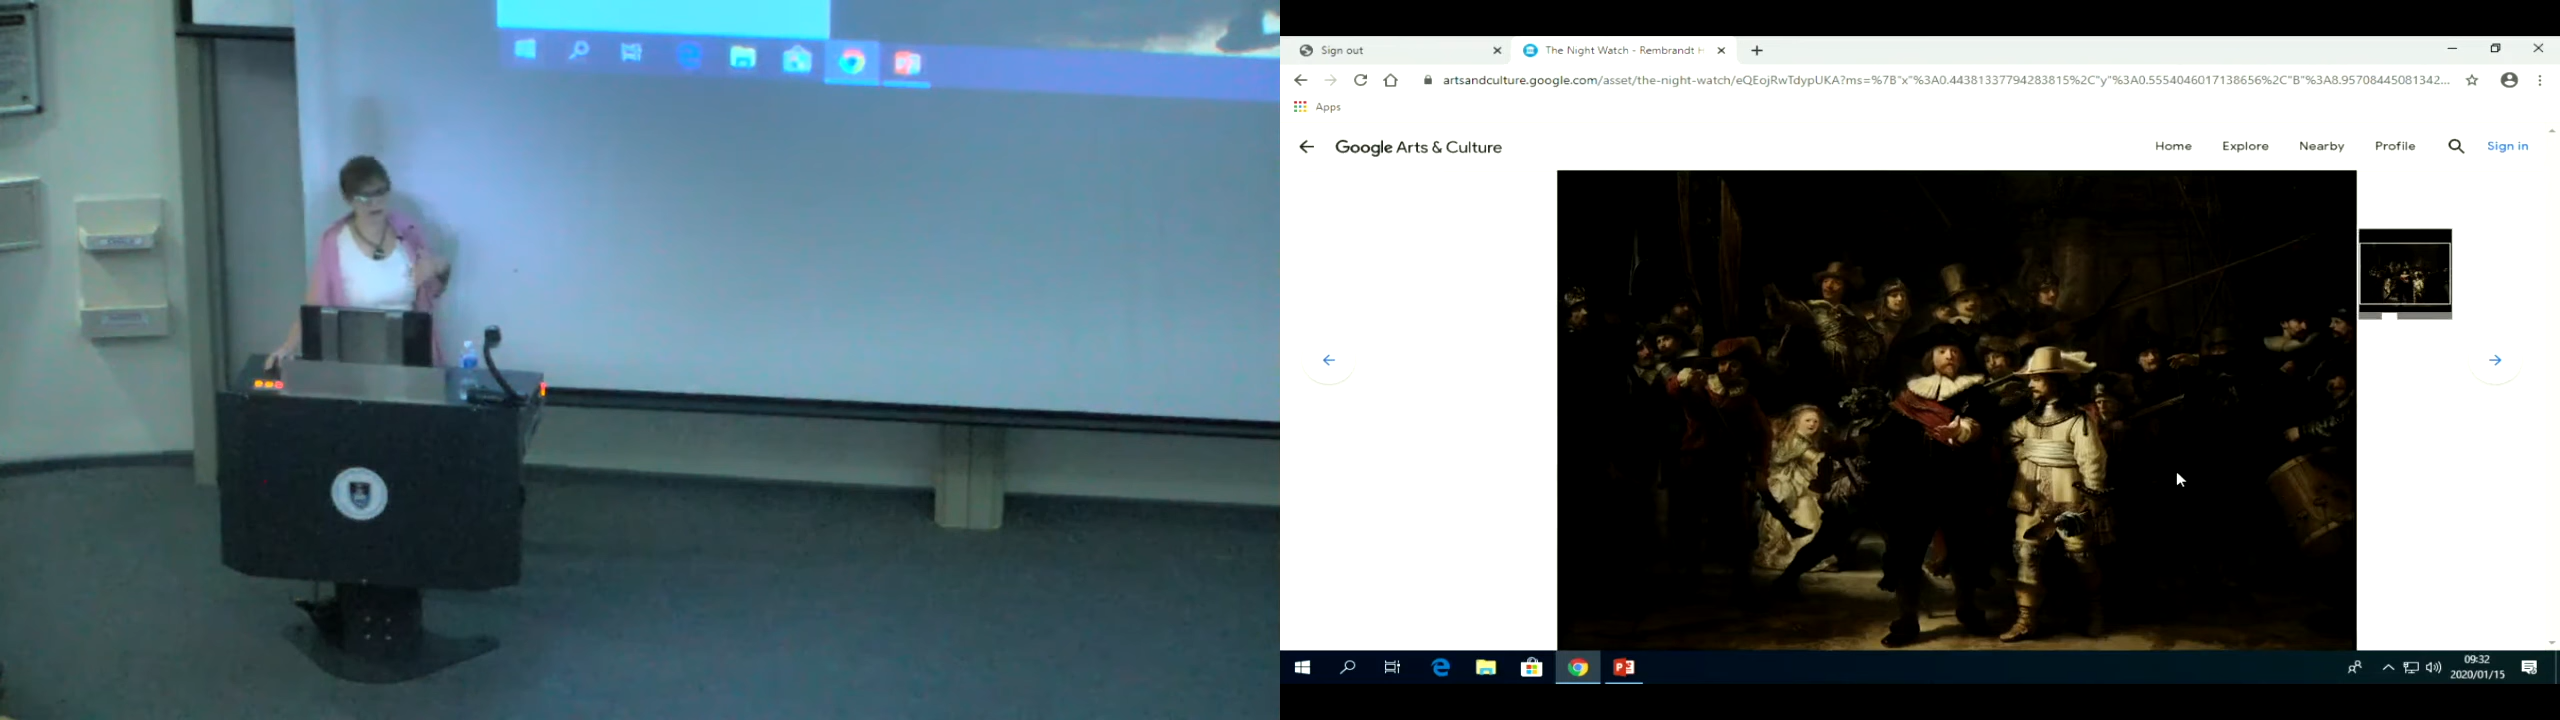 Sign out
The Night Watch - Rembrandt H
artsandculture.google.com/asset/the-night-watch/eQEojRwTdypUKA?ms=%7B"x"%3A0.44381337794283815%2C"y"%3A0.5554046017138656%2C"B"%3A8.95708445081342...
Apps
Google Arts & Culture
Home Explore Nearby Profile Sign in
09:32
2020/01/15